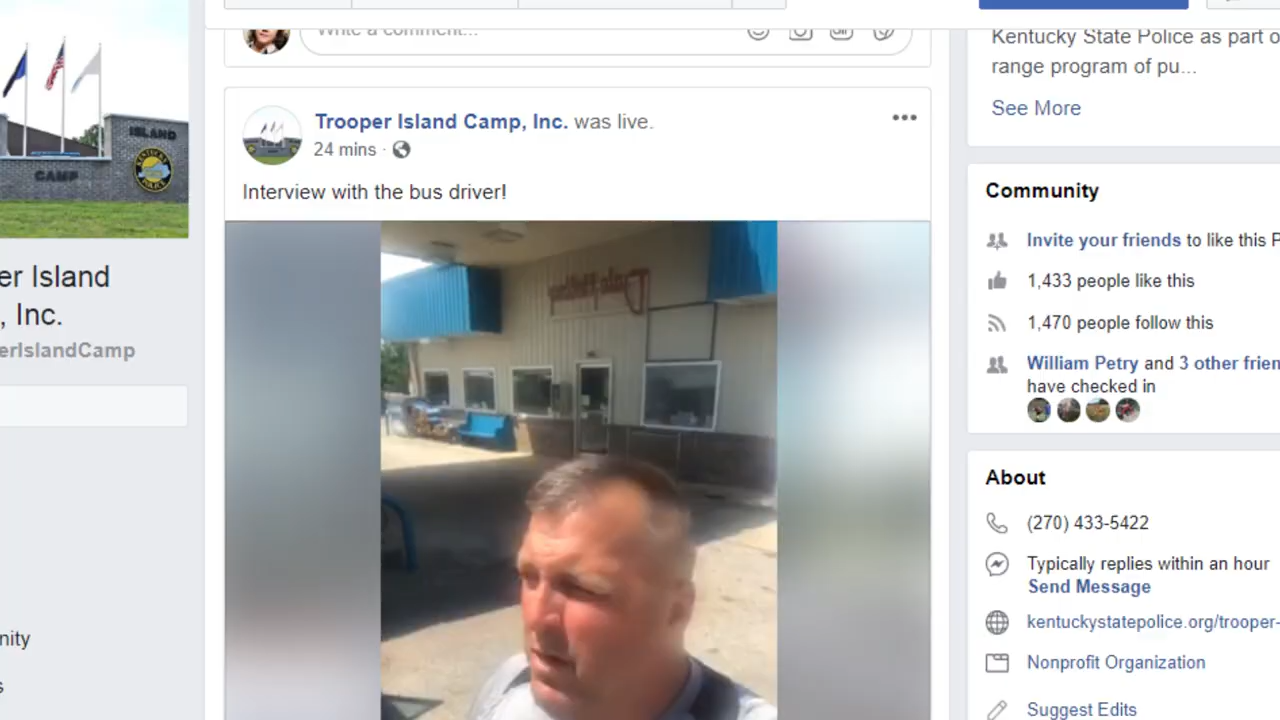 Write a comment...
Kentucky State Police as part o
range program of pu...
See More
ISLAND
CAMP
Trooper Island Camp, Inc. was live.
24 mins ·
Interview with the bus driver!
er Island
, Inc.
erIslandCamp
nity
s
Community
Invite your friends to like this P
1,433 people like this
1,470 people follow this
William Petry and 3 other frien
have checked in
About
(270) 433-5422
Typically replies within an hour
Send Message
kentuckystatepolice.org/trooper-
Nonprofit Organization
Suggest Edits